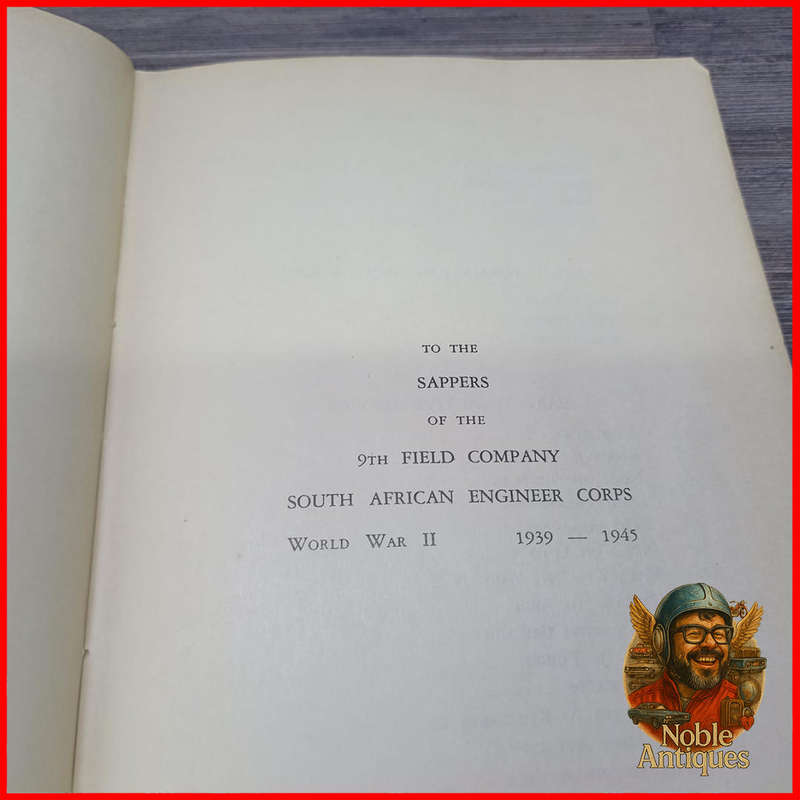 TO THE
SAPPERS
OF THE
9TH FIELD COMPANY
SOUTH AFRICAN ENGINEER CORPS
WORLD WAR II 1939 — 1945
Noble
Antiques